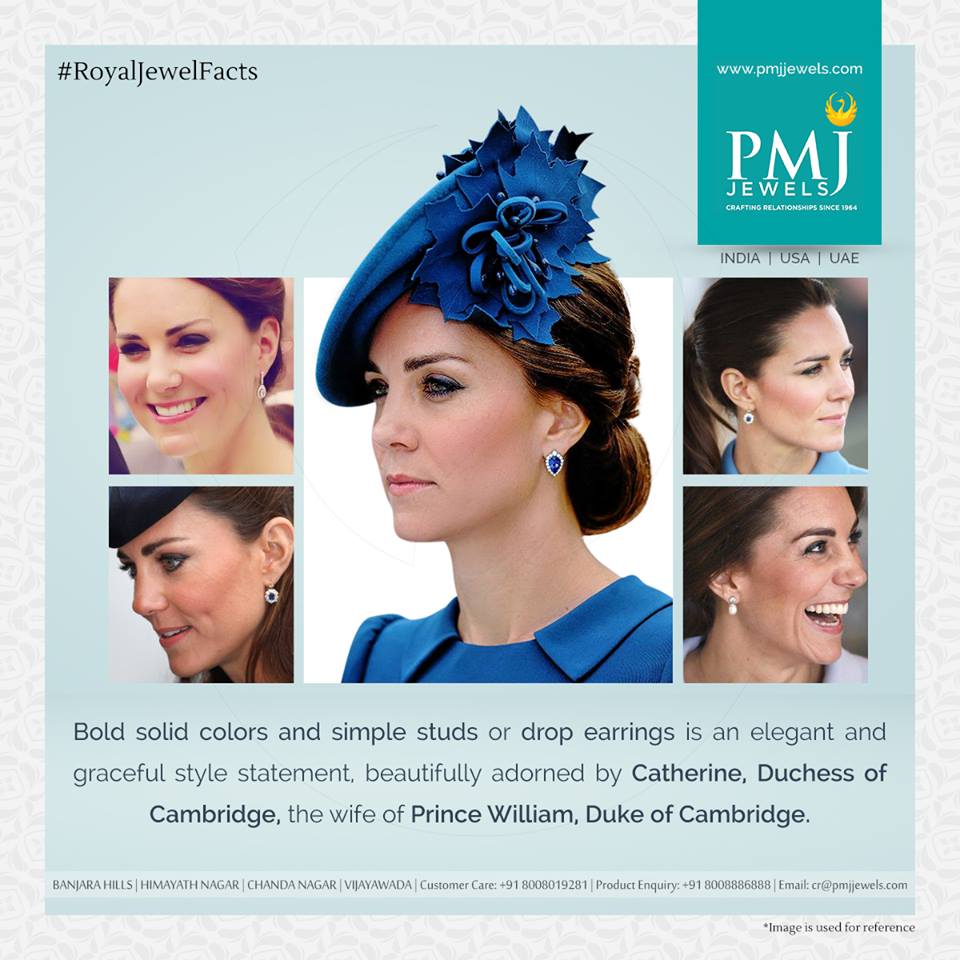 #RoyalJewelFacts
www.pmjjewels.com
PMJ
JEWELS
CRAFTING RELATIONSHIPS SINCE 1964
INDIA | USA | UAE
Bold solid colors and simple studs or drop earrings is an elegant and
graceful style statement, beautifully adorned by Catherine, Duchess of
Cambridge, the wife of Prince William, Duke of Cambridge.
BANJARA HILLS | HIMAYATH NAGAR | CHANDA NAGAR | VIJAYAWADA | Customer Care: +91 8008019281 | Product Enquiry: +91 8008886888 | Email: cr@pmjjewels.com
*Image is used for reference